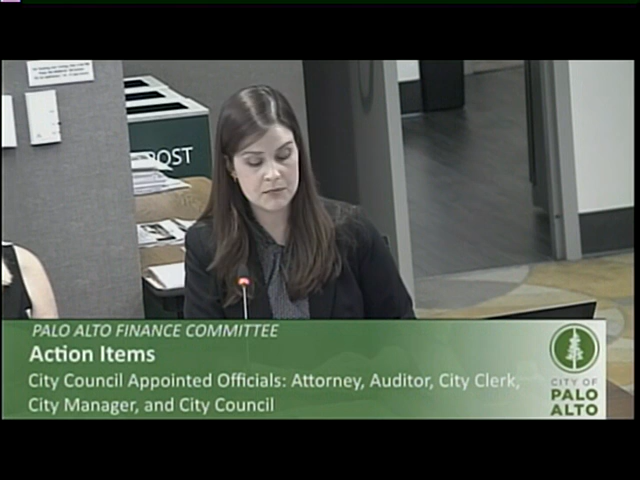 POST
PALO ALTO FINANCE COMMITTEE
Action Items
City Council Appointed Officials: Attorney, Auditor, City Clerk,
City Manager, and City Council
CITY OF
PALO
ALTO